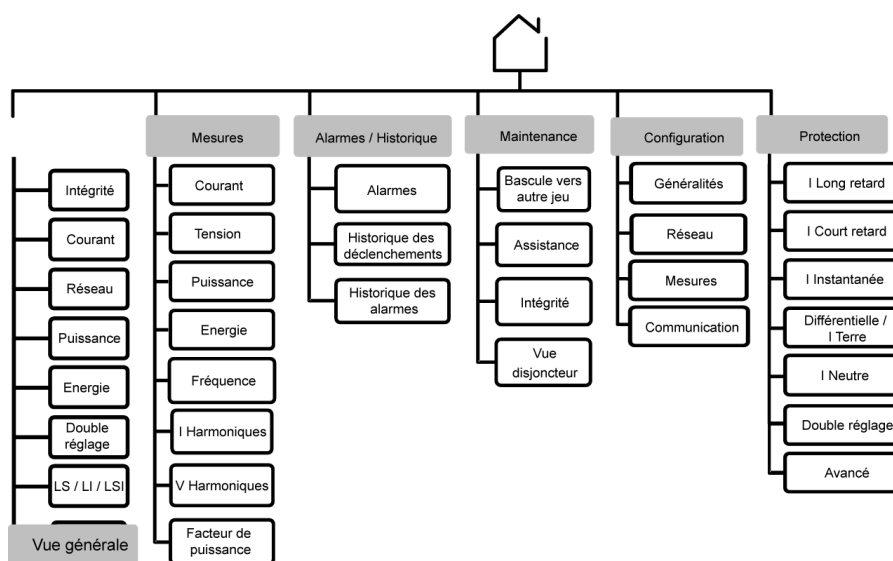 Mesures
Alarmes / Historique
Maintenance
Configuration
Protection
Intégrité
Courant
Réseau
Puissance
Energie
Double
réglage
LS / LI / LSI
Vue générale
Courant
Tension
Puissance
Energie
Fréquence
I Harmoniques
V Harmoniques
Facteur de
puissance
Alarmes
Historique des
déclenchements
Historique des
alarmes
Bascule vers
autre jeu
Assistance
Intégrité
Vue
disjoncteur
Généralités
Réseau
Mesures
Communication
I Long retard
I Court retard
I Instantanée
Différentielle /
I Terre
I Neutre
Double réglage
Avancé